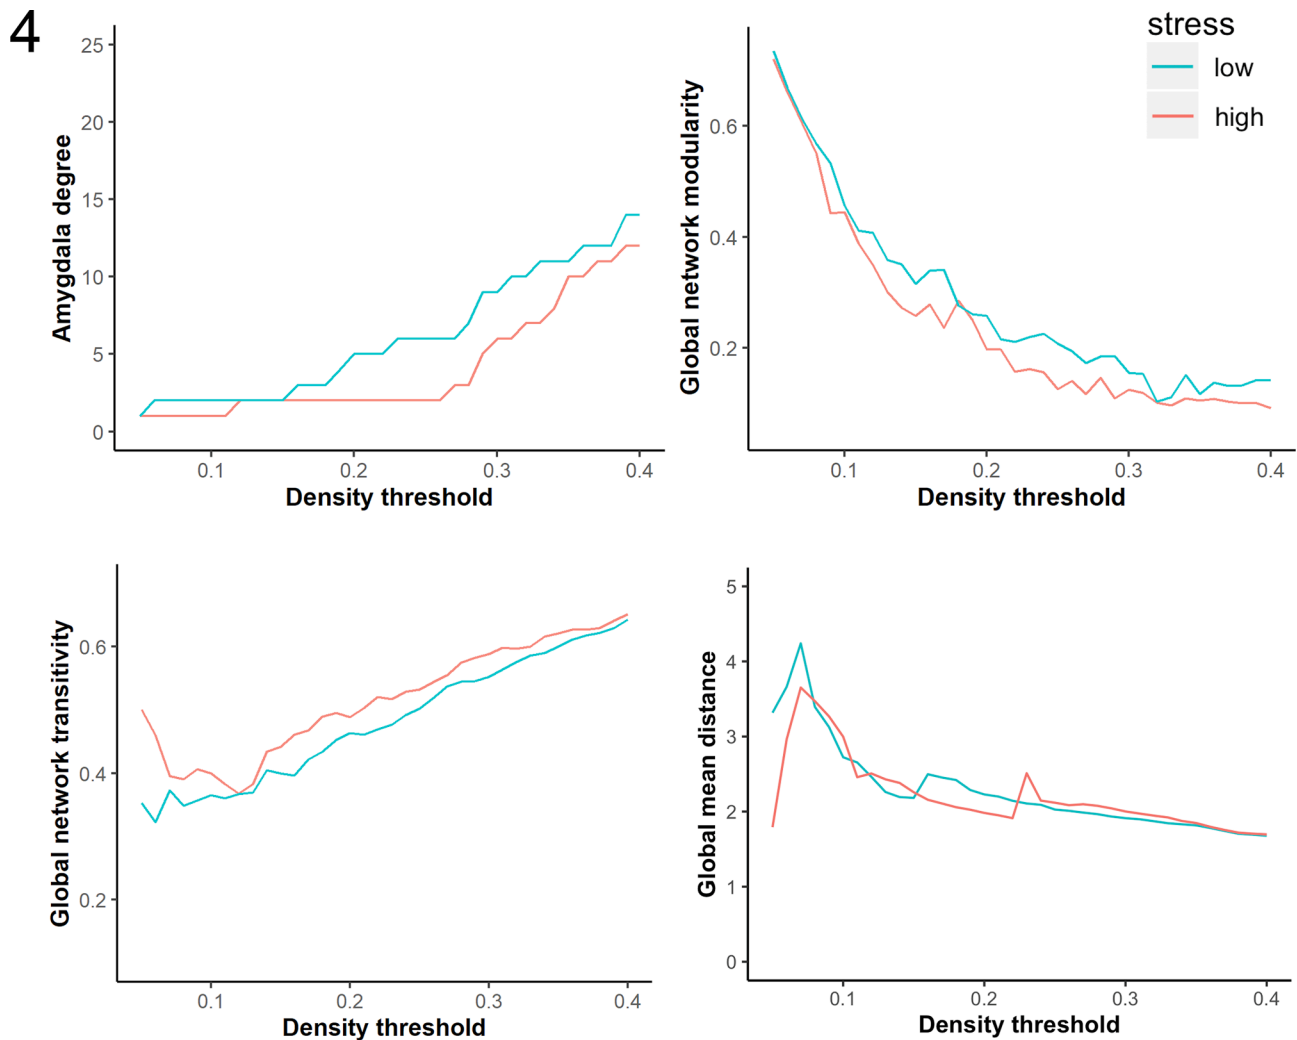 4
Amygdala degree
25
20
15
10
5
0
0.1 0.2 0.3 0.4
Density threshold
Global network modularity
0.6
0.4
0.2
0.1 0.2 0.3 0.4
Density threshold
stress
low
high
Global network transitivity
0.6
0.4
0.2
0.1 0.2 0.3 0.4
Density threshold
Global mean distance
5
4
3
2
1
0
0.1 0.2 0.3 0.4
Density threshold